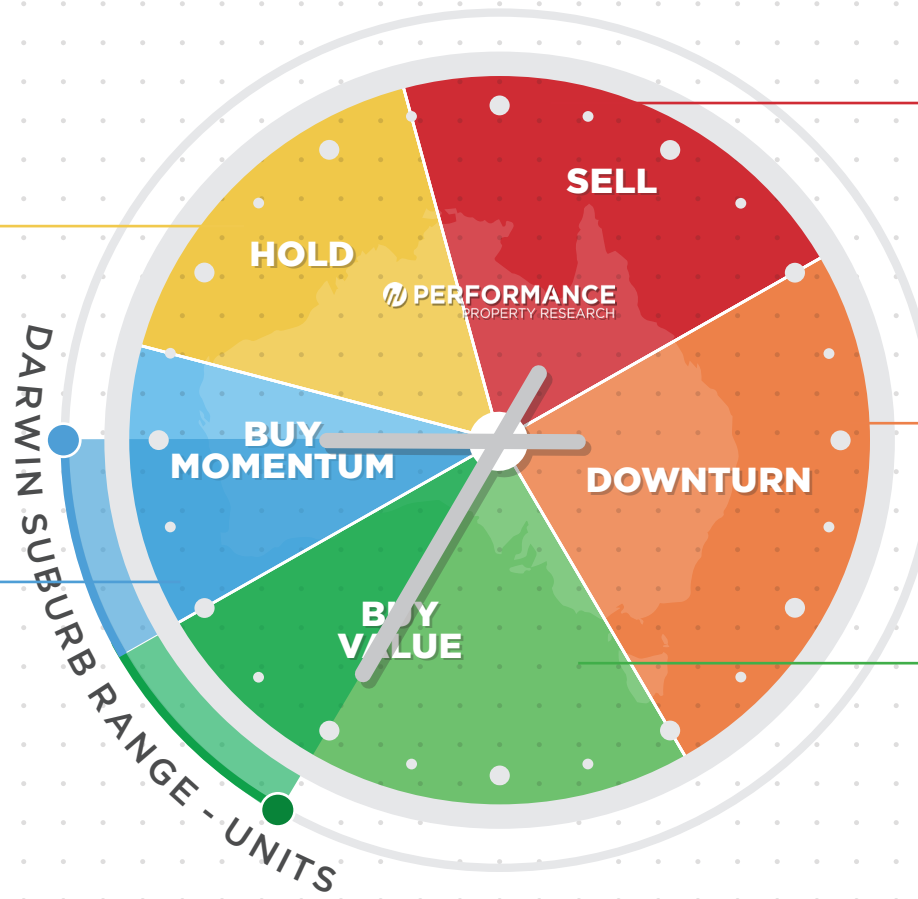 SELL
HOLD
PERFORMANCE
PROPERTY RESEARCH
BUY
MOMENTUM
DOWNTURN
BUY
VALUE
DARWIN SUBURB RANGE - UNITS